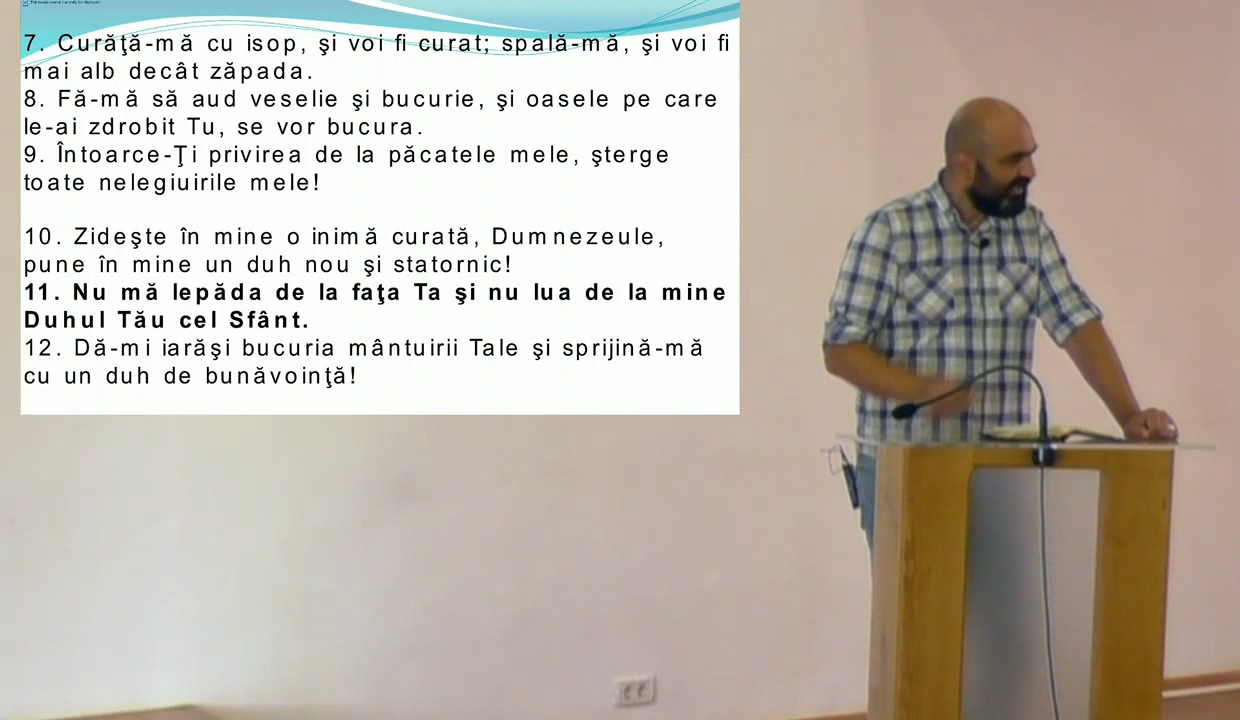 7. Curăţă-mă cu isop, şi voi fi curat; spală-mă, şi voi fi
mai alb decât zăpada.
8. Fă-mă să aud veselie şi bucurie, şi oasele pe care
le-ai zdrobit Tu, se vor bucura.
9. Întoarce-Ţi privirea de la păcatele mele, şterge
toate nelegiuirile mele!
10. Zideşte în mine o inimă curată, Dumnezeule,
pune în mine un duh nou şi statornic!
11. Nu mă lepăda de la faţa Ta şi nu lua de la mine
Duhul Tău cel Sfânt.
12. Dă-mi iarăşi bucuria mântuirii Tale şi sprijină-mă
cu un duh de bunăvoinţă!